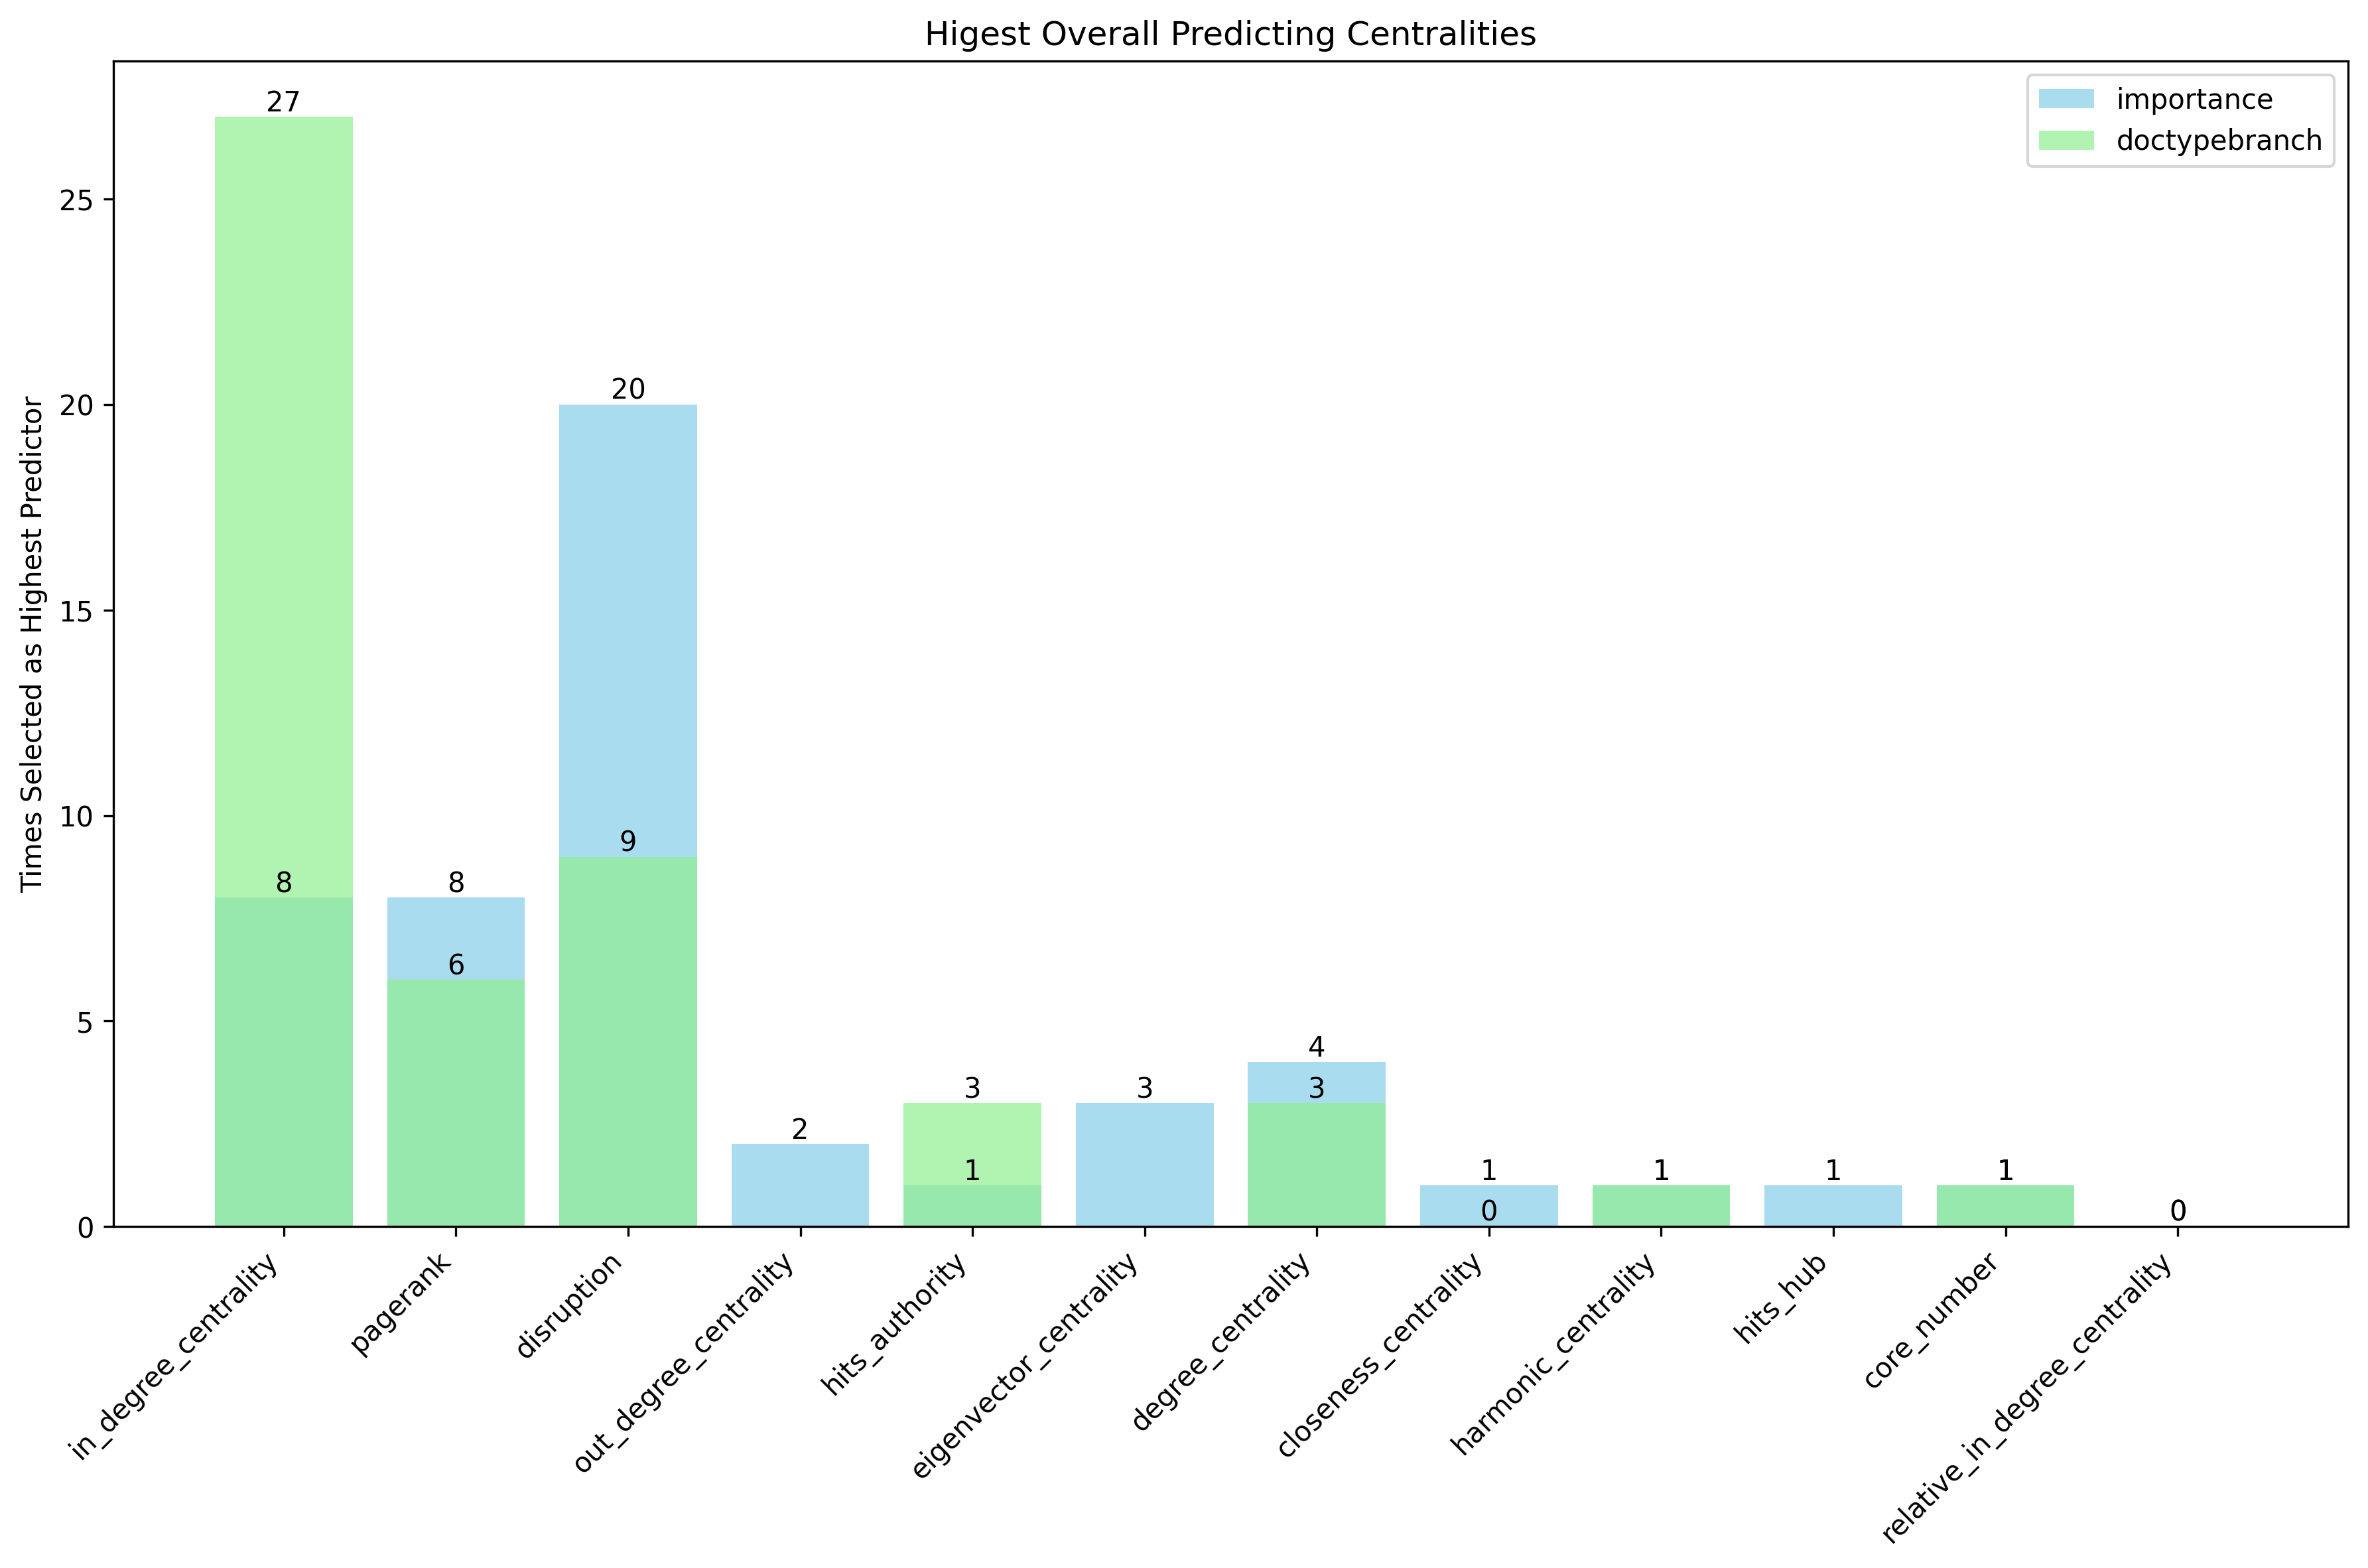 Higest Overall Predicting Centralities
importance
doctypebranch
Times Selected as Highest Predictor
25
20
15
10
5
0
27
8
8
6
20
9
2
3
1
3
4
3
1
0
1
1
1
0
in_degree_centrality
pagerank
disruption
out_degree_centrality
hits_authority
eigenvector_centrality
degree_centrality
closeness_centrality
harmonic_centrality
hits_hub
core_number
relative_in_degree_centrality